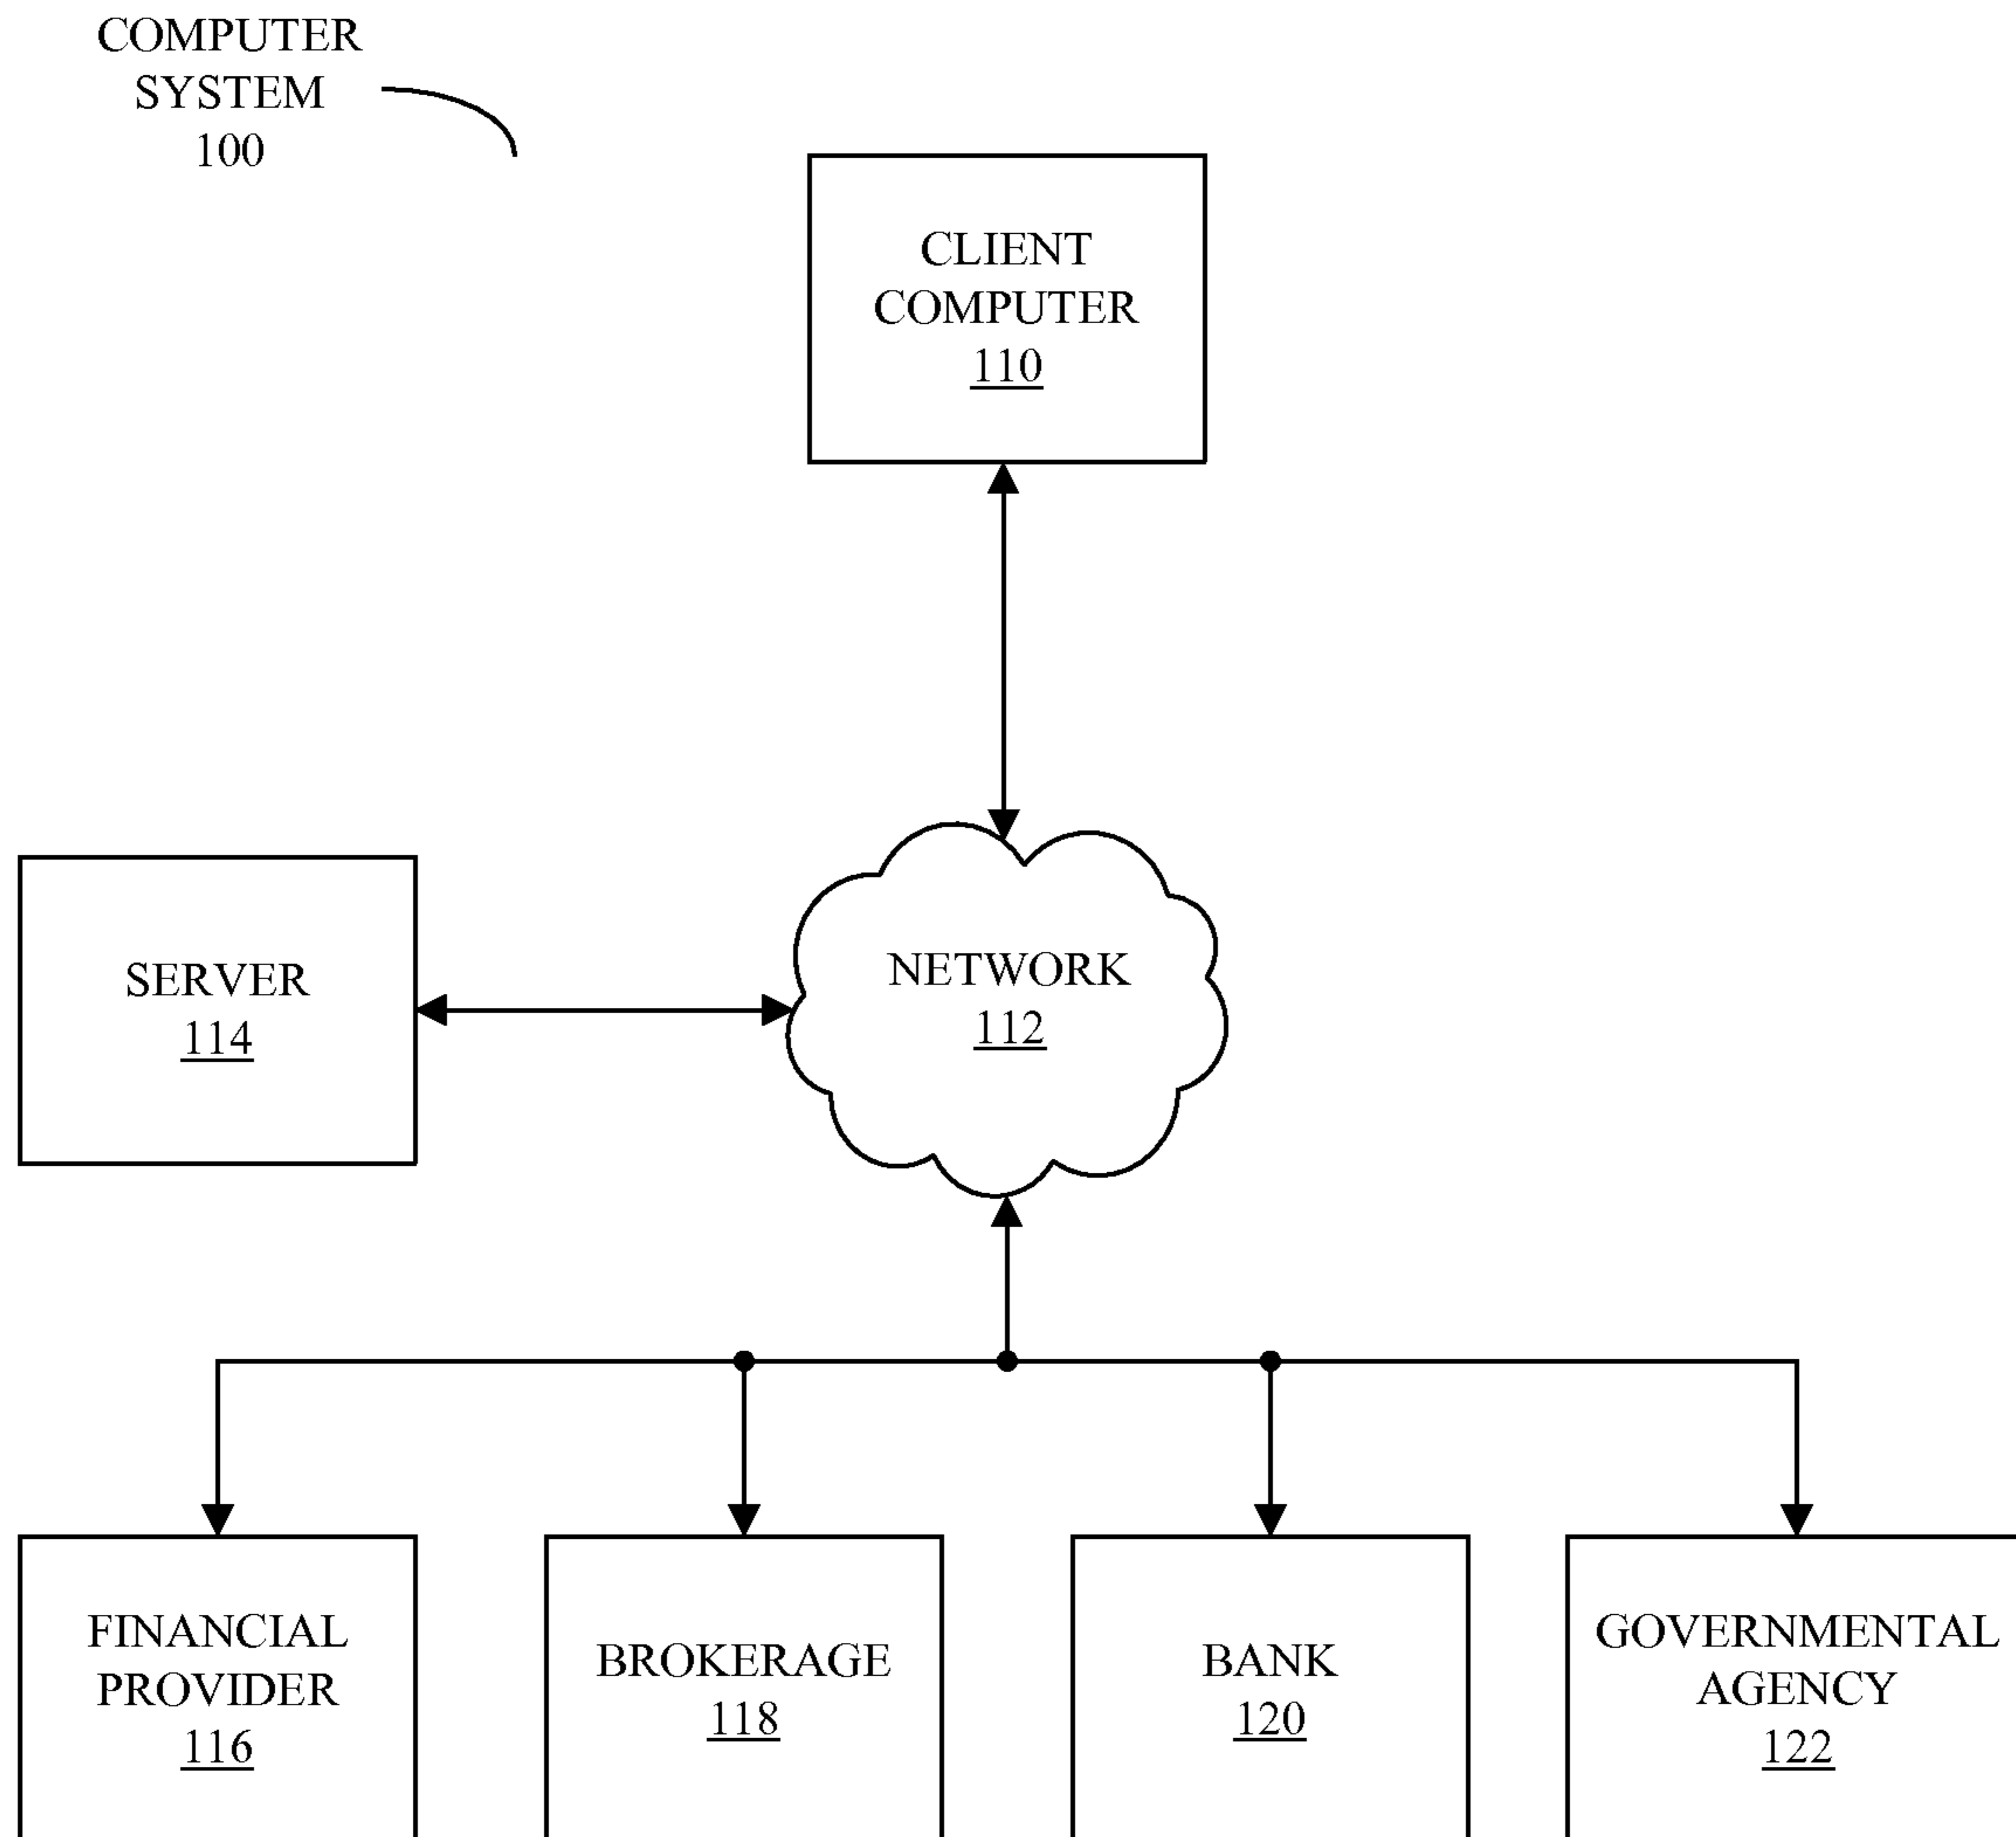 COMPUTER
SYSTEM
100
CLIENT
COMPUTER
110
SERVER
114
NETWORK
112
FINANCIAL
PROVIDER
116
BROKERAGE
118
BANK
120
GOVERNMENTAL
AGENCY
122